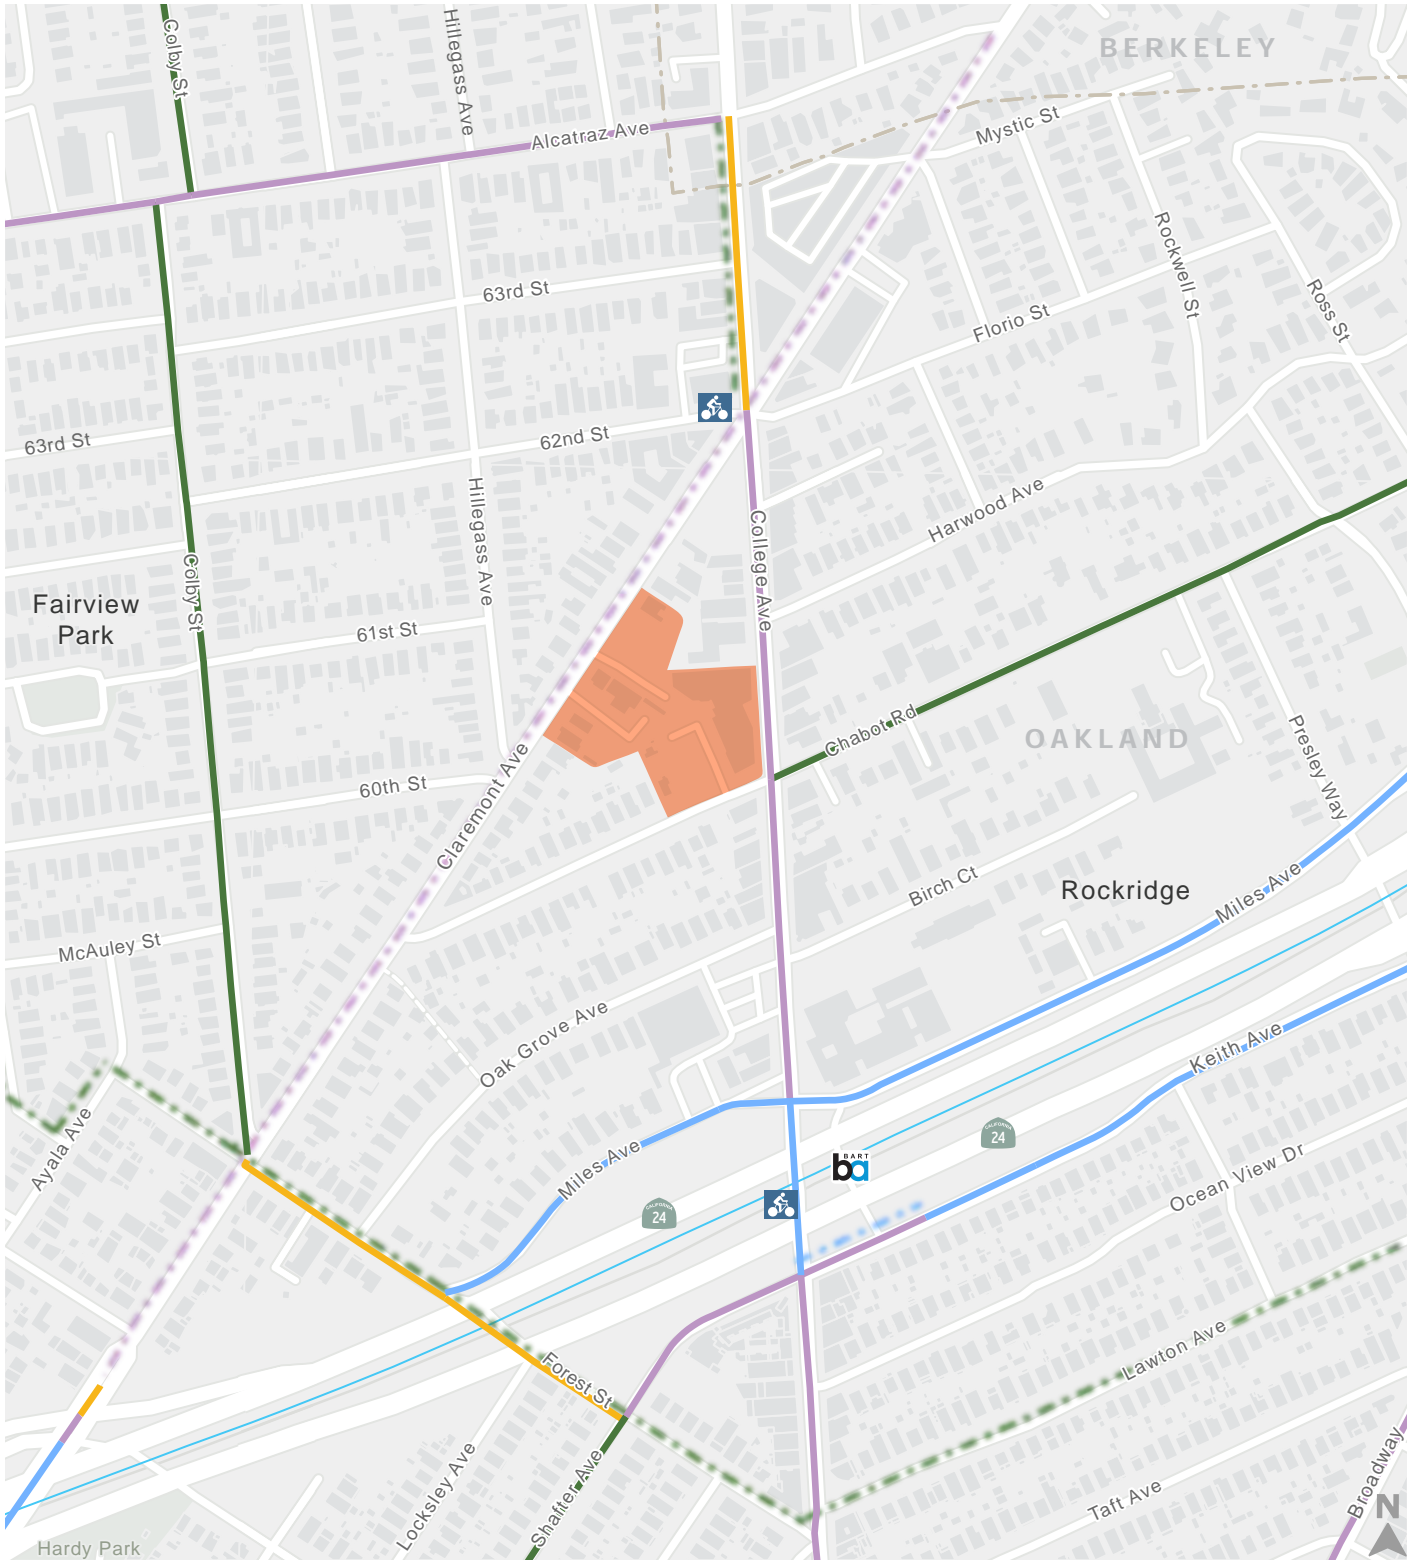 Colby St
Hillegass Ave
BERKELEY
Alcatraz Ave
Mystic St
Rockwell St
63rd St
Florio St
Ross St
63rd St
62nd St
Hillegass Ave
Harwood Ave
College Ave
Colby St
Fairview
Park
61st St
Chabot Rd
OAKLAND
Presley Way
60th St
Claremont Ave
Birch Ct
Rockridge
Miles Ave
McAuley St
Oak Grove Ave
Keith Ave
Ayala Ave
CALIFORNIA
24
Miles Ave
BART
ba
Ocean View Dr
CALIFORNIA
24
Forest St
Lawton Ave
Locksley Ave
Shafter Ave
Taft Ave
Broadway
N
Hardy Park